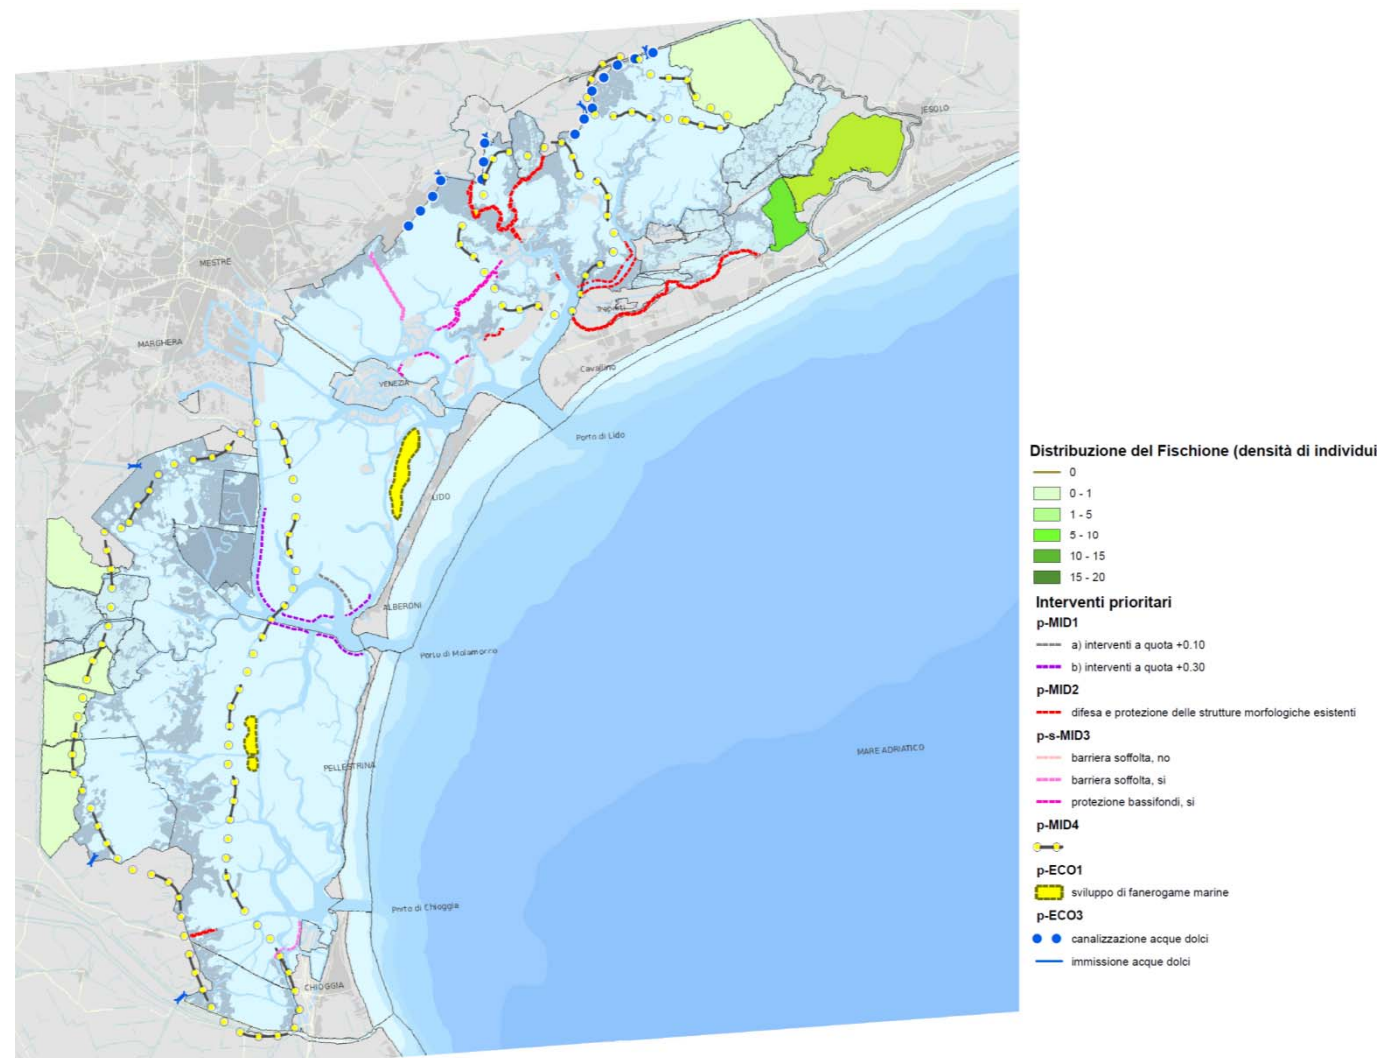 JESOLO
MESTRE
MARGHERA
Treporti
Cavallino
VENEZIA
Porto di Lido
LIDO
ALBERONI
Porto di Malamocco
MARE ADRIATICO
PELLESTRINA
Porto di Chioggia
CHIOGGIA
Distribuzione del Fischione (densità di individui
0
0 - 1
1 - 5
5 - 10
10 - 15
15 - 20
Interventi prioritari
p-MID1
a) interventi a quota +0.10
b) interventi a quota +0.30
p-MID2
difesa e protezione delle strutture morfologiche esistenti
p-s-MID3
barriera soffolta, no
barriera soffolta, si
protezione bassifondi, si
p-MID4
p-ECO1
sviluppo di fanerogame marine
p-ECO3
canalizzazione acque dolci
immissione acque dolci